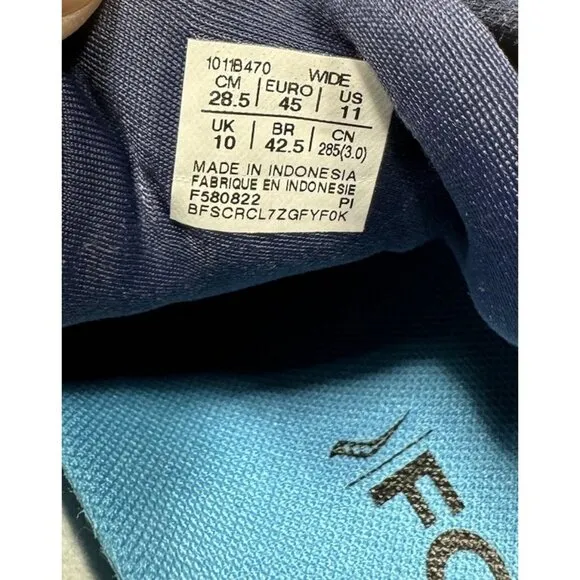 1011B470 WIDE
CM EURO US
28.5 45 11
UK BR CN
10 42.5 285(3.0)
MADE IN INDONESIA
FABRIQUE EN INDONESIE
F580822 PI
BFSCRCL7ZGFYF0K
FO